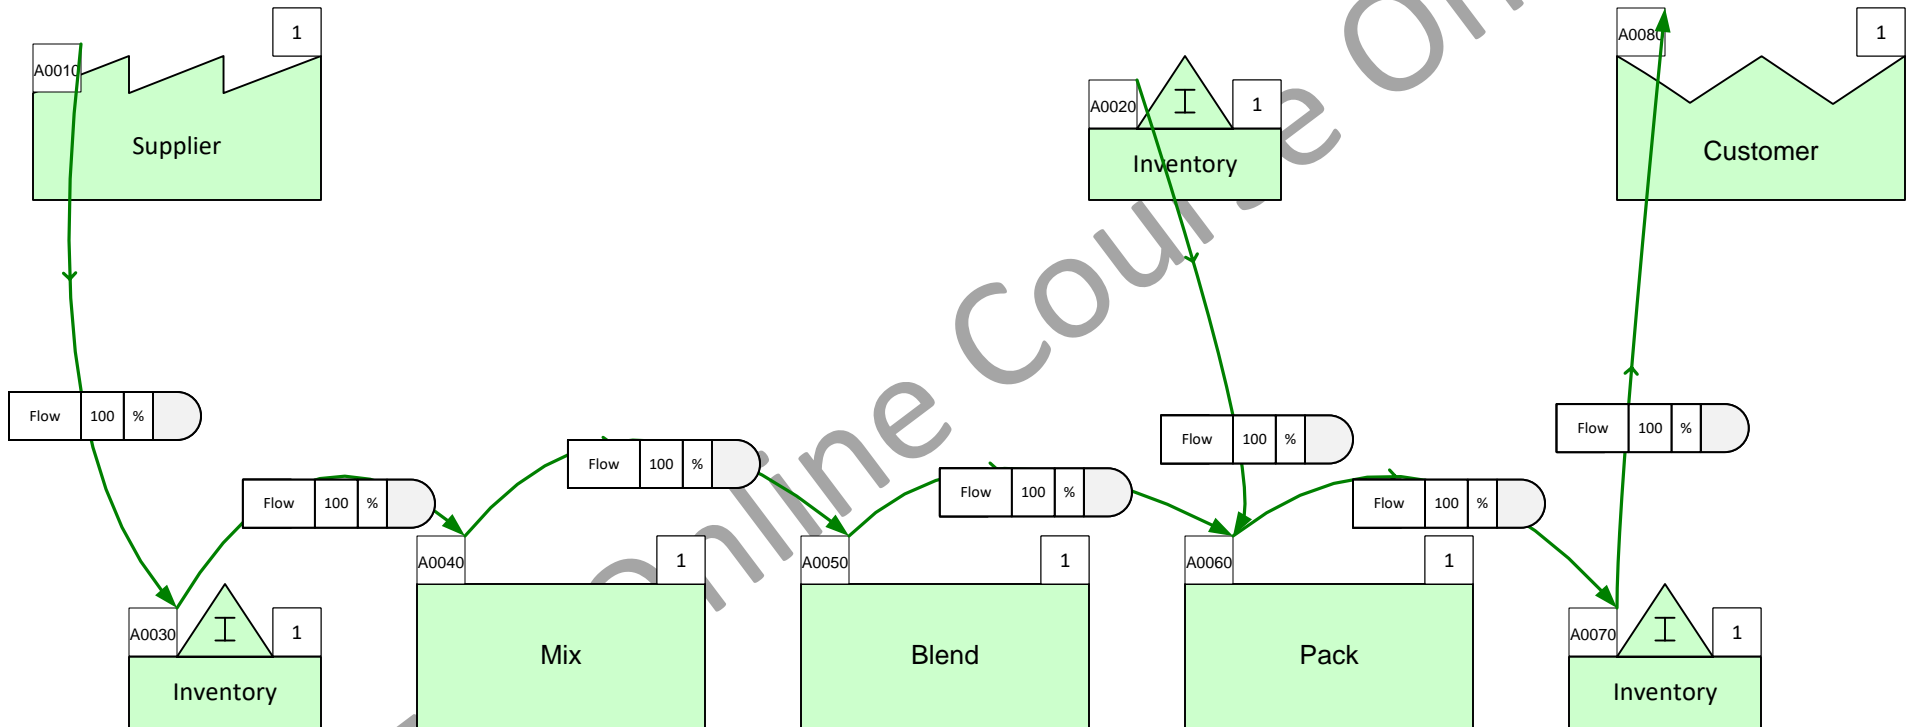 A0010
1
Supplier
A0020
I
1
Inventory
A0080
1
Customer
Online Course On
Flow 100 %
Flow 100 %
Flow 100 %
Flow 100 %
Flow 100 %
Flow 100 %
Flow 100 %
A0030
I
1
Inventory
A0040
1
Mix
A0050
1
Blend
A0060
1
Pack
A0070
I
1
Inventory